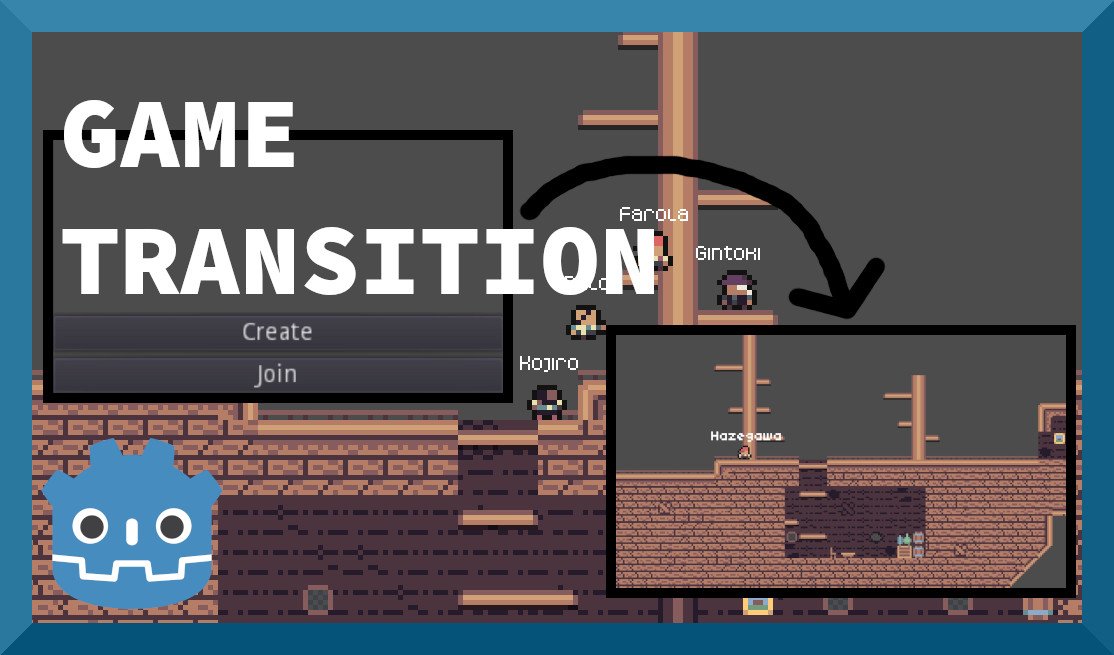 GAME
TRANSITION
Create
Join
Farola
Gintoki
Kojiro
Hazegawa